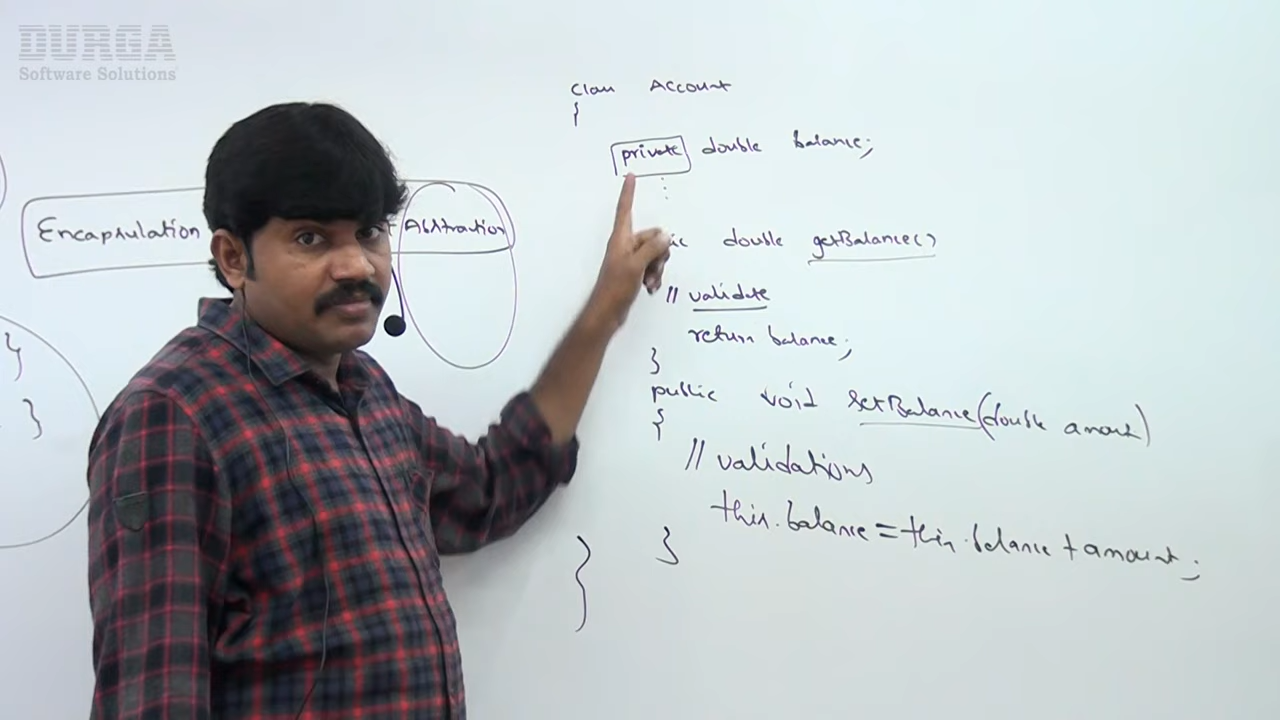 DURGA
Software Solutions
Encapsulation
Abstraction
}
}
class Account
{
private double balance;
double getBalance()
// validate
return balance;
}
public void setBalance(double amount)
{
// validations
this.balance = this.balance + amount;
}
}